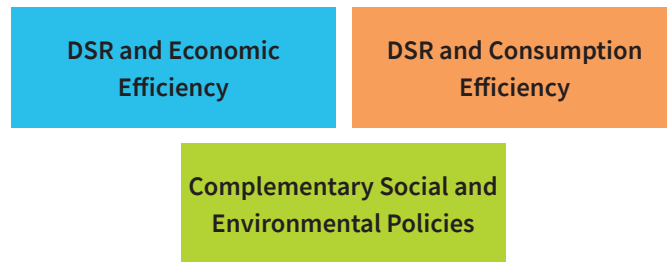 DSR and Economic
Efficiency
DSR and Consumption
Efficiency
Complementary Social and
Environmental Policies